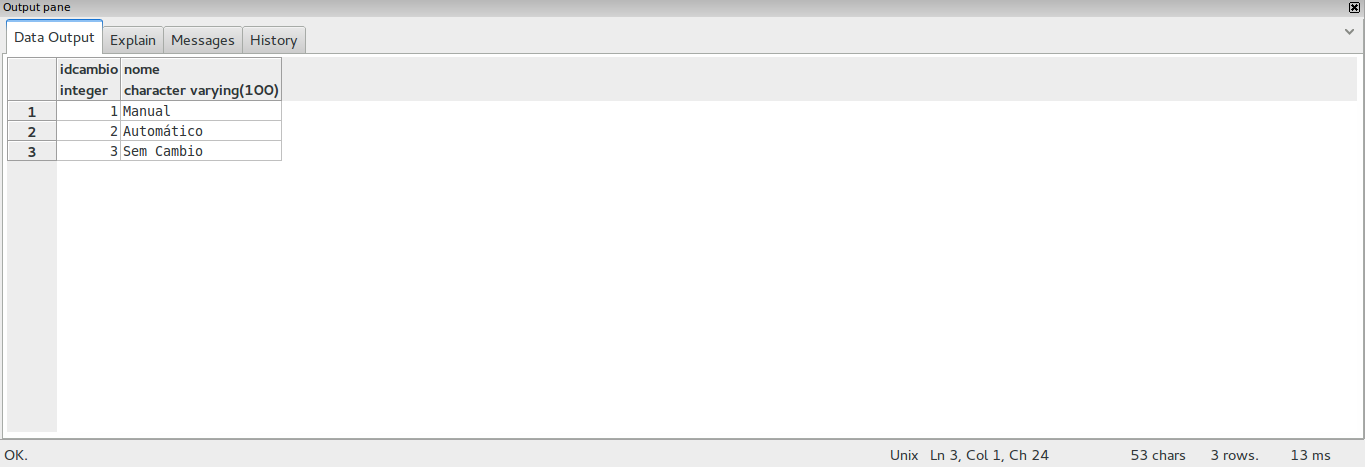 Output pane
Data Output Explain Messages History
idcambio nome
integer character varying(100)
1 1 Manual
2 2 Automático
3 3 Sem Cambio
OK. Unix Ln 3, Col 1, Ch 24 53 chars 3 rows. 13 ms